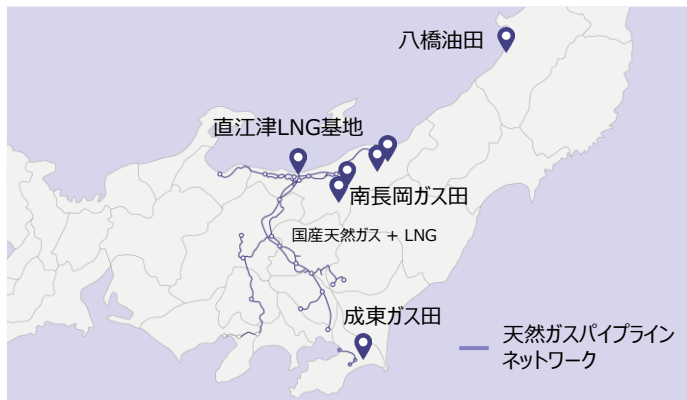 八橋油田
直江津LNG基地
南長岡ガス田
国産天然ガス + LNG
成東ガス田
天然ガスパイプライン
ネットワーク